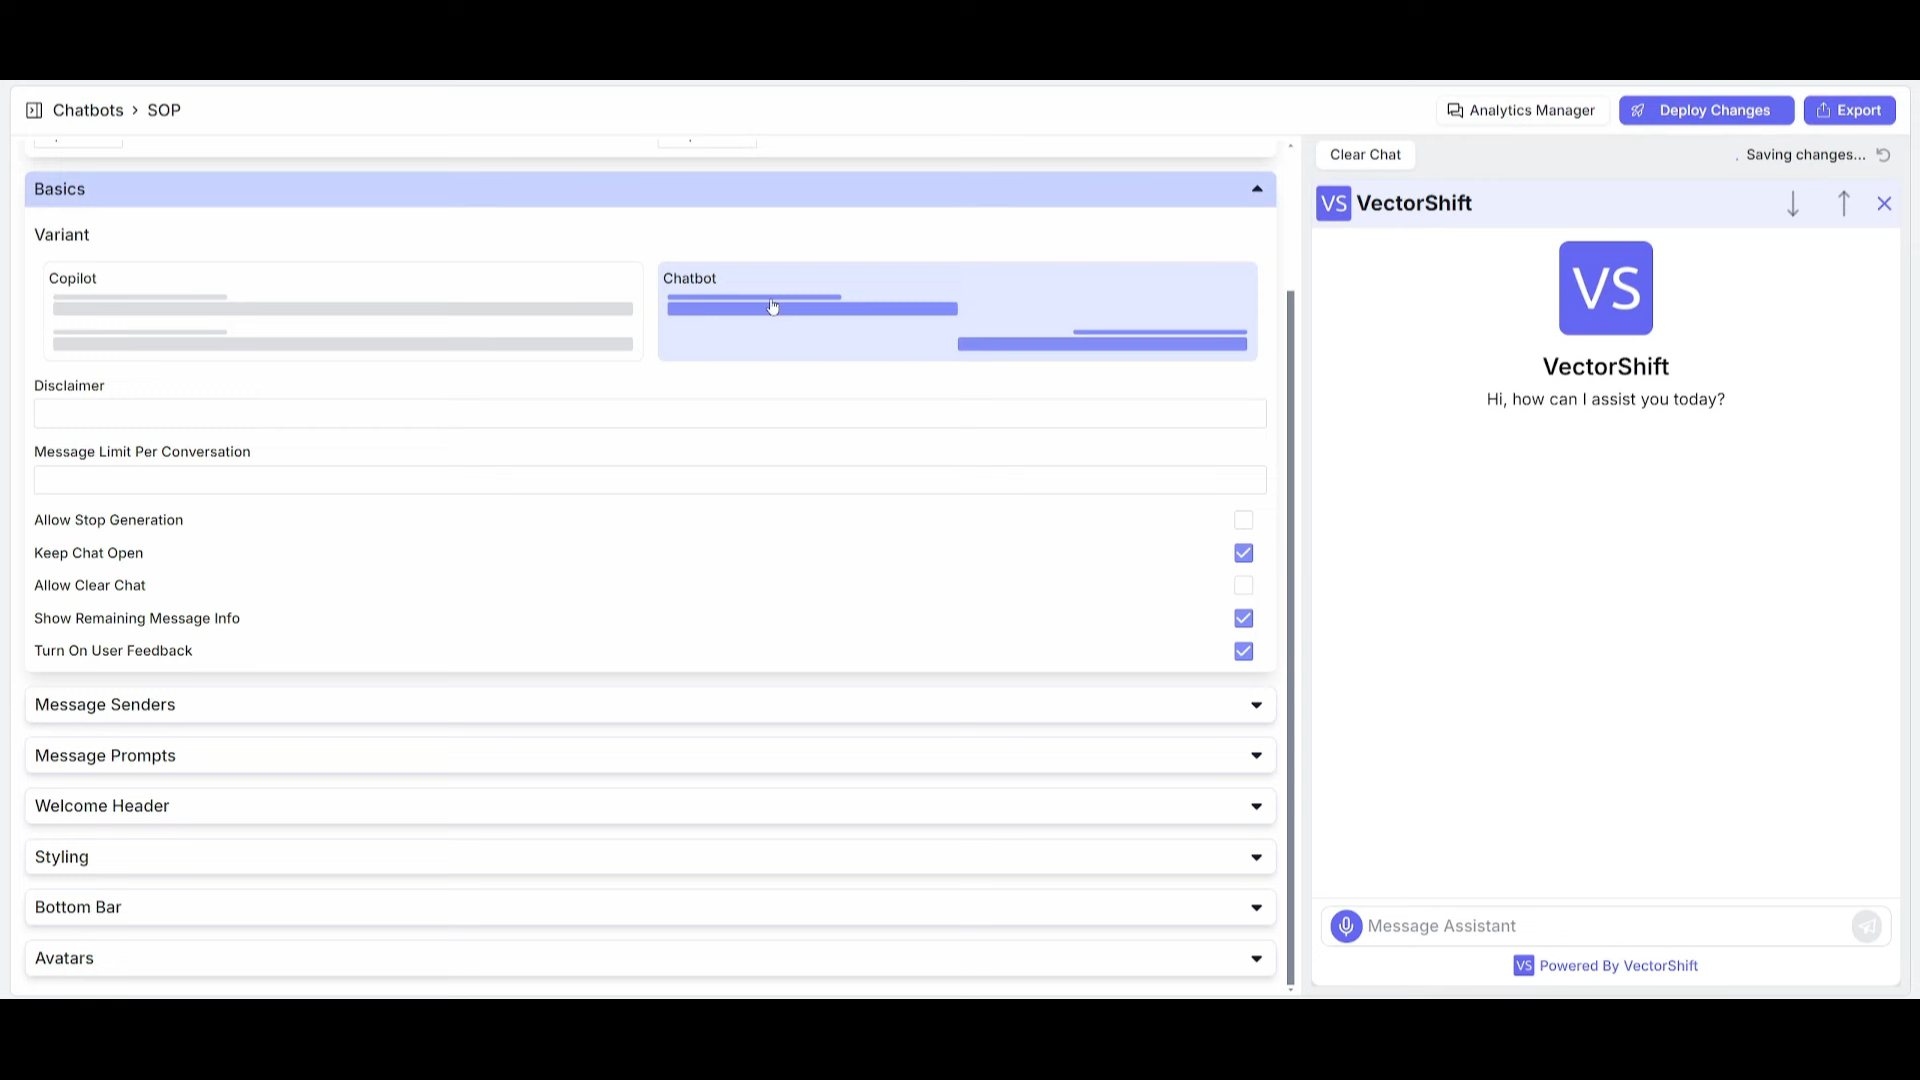 Chatbots > SOP
Analytics Manager
Deploy Changes
Export
Clear Chat
Saving changes...
Basics
VS VectorShift
Variant
Copilot
Chatbot
VS
VectorShift
Hi, how can I assist you today?
Disclaimer
Message Limit Per Conversation
Allow Stop Generation
Keep Chat Open
Allow Clear Chat
Show Remaining Message Info
Turn On User Feedback
Message Senders
Message Prompts
Welcome Header
Styling
Bottom Bar
Avatars
Message Assistant
VS Powered By VectorShift